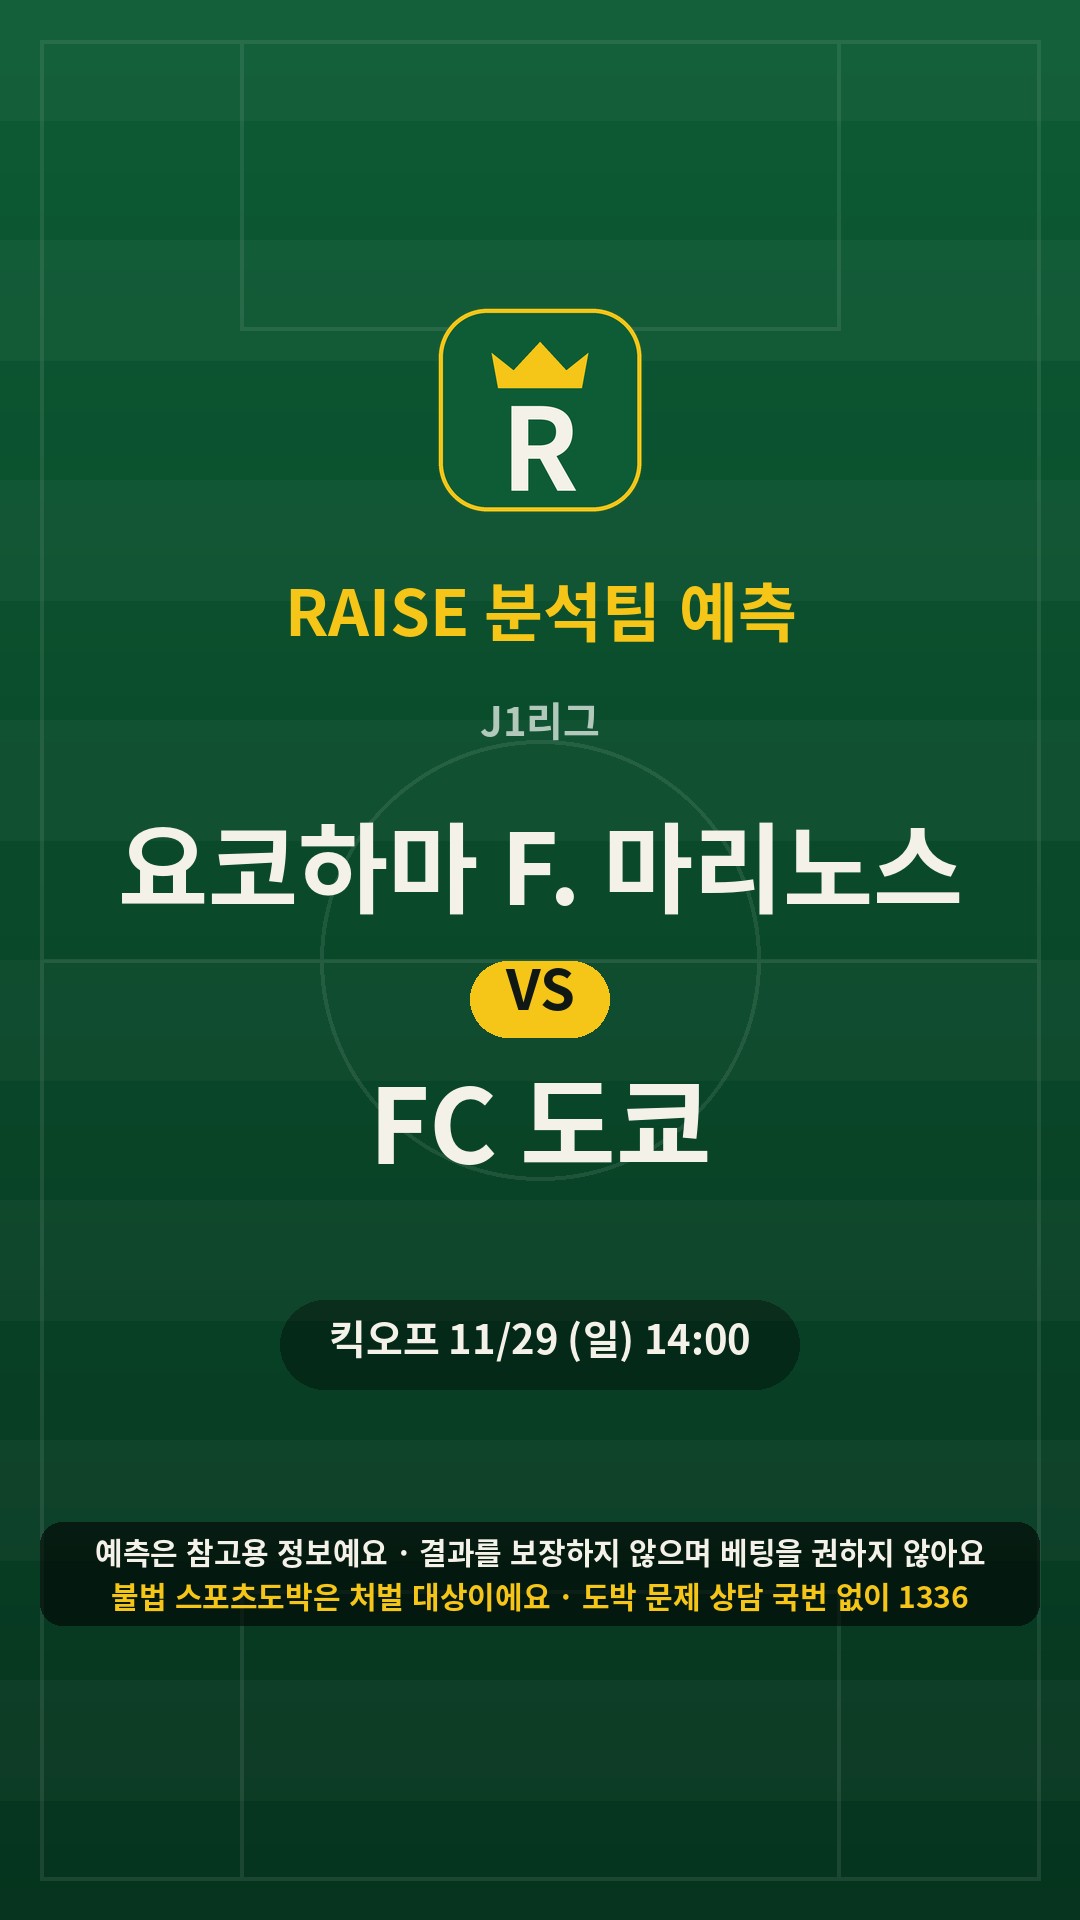 R
RAISE 분석팀 예측
J1리그
요코하마 F. 마리노스
VS
FC 도쿄
킥오프 11/29 (일) 14:00
예측은 참고용 정보예요 · 결과를 보장하지 않으며 베팅을 권하지 않아요
불법 스포츠도박은 처벌 대상이에요 · 도박 문제 상담 국번 없이 1336